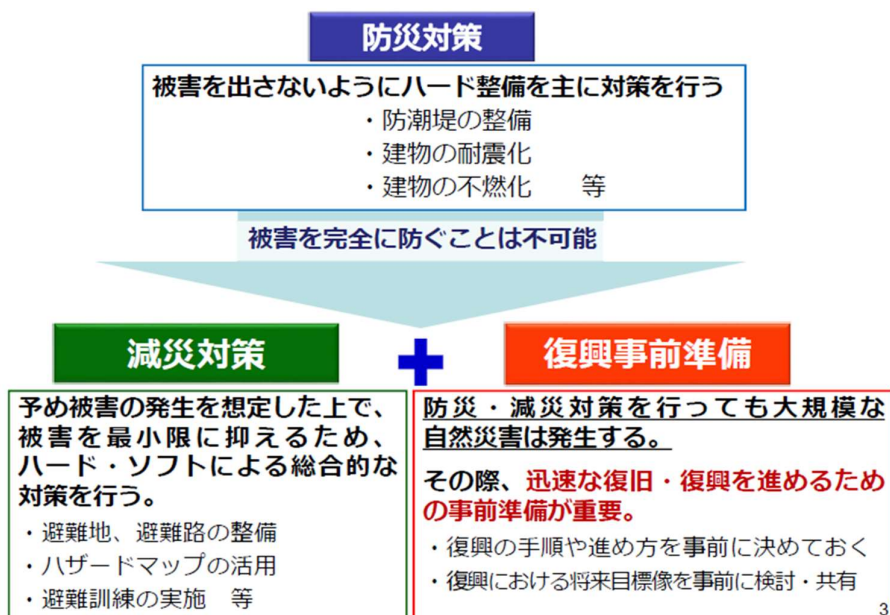 防災対策
被害を出さないようにハード整備を主に対策を行う
・防潮堤の整備
・建物の耐震化
・建物の不燃化　　等
被害を完全に防ぐことは不可能
減災対策
予め被害の発生を想定した上で、
被害を最小限に抑えるため、
ハード・ソフトによる総合的な
対策を行う。
・避難地、避難路の整備
・ハザードマップの活用
・避難訓練の実施　等
+
復興事前準備
防災・減災対策を行っても大規模な
自然災害は発生する。
その際、迅速な復旧・復興を進めるため
の事前準備が重要。
・復興の手順や進め方を事前に決めておく
・復興における将来目標像を事前に検討・共有
3